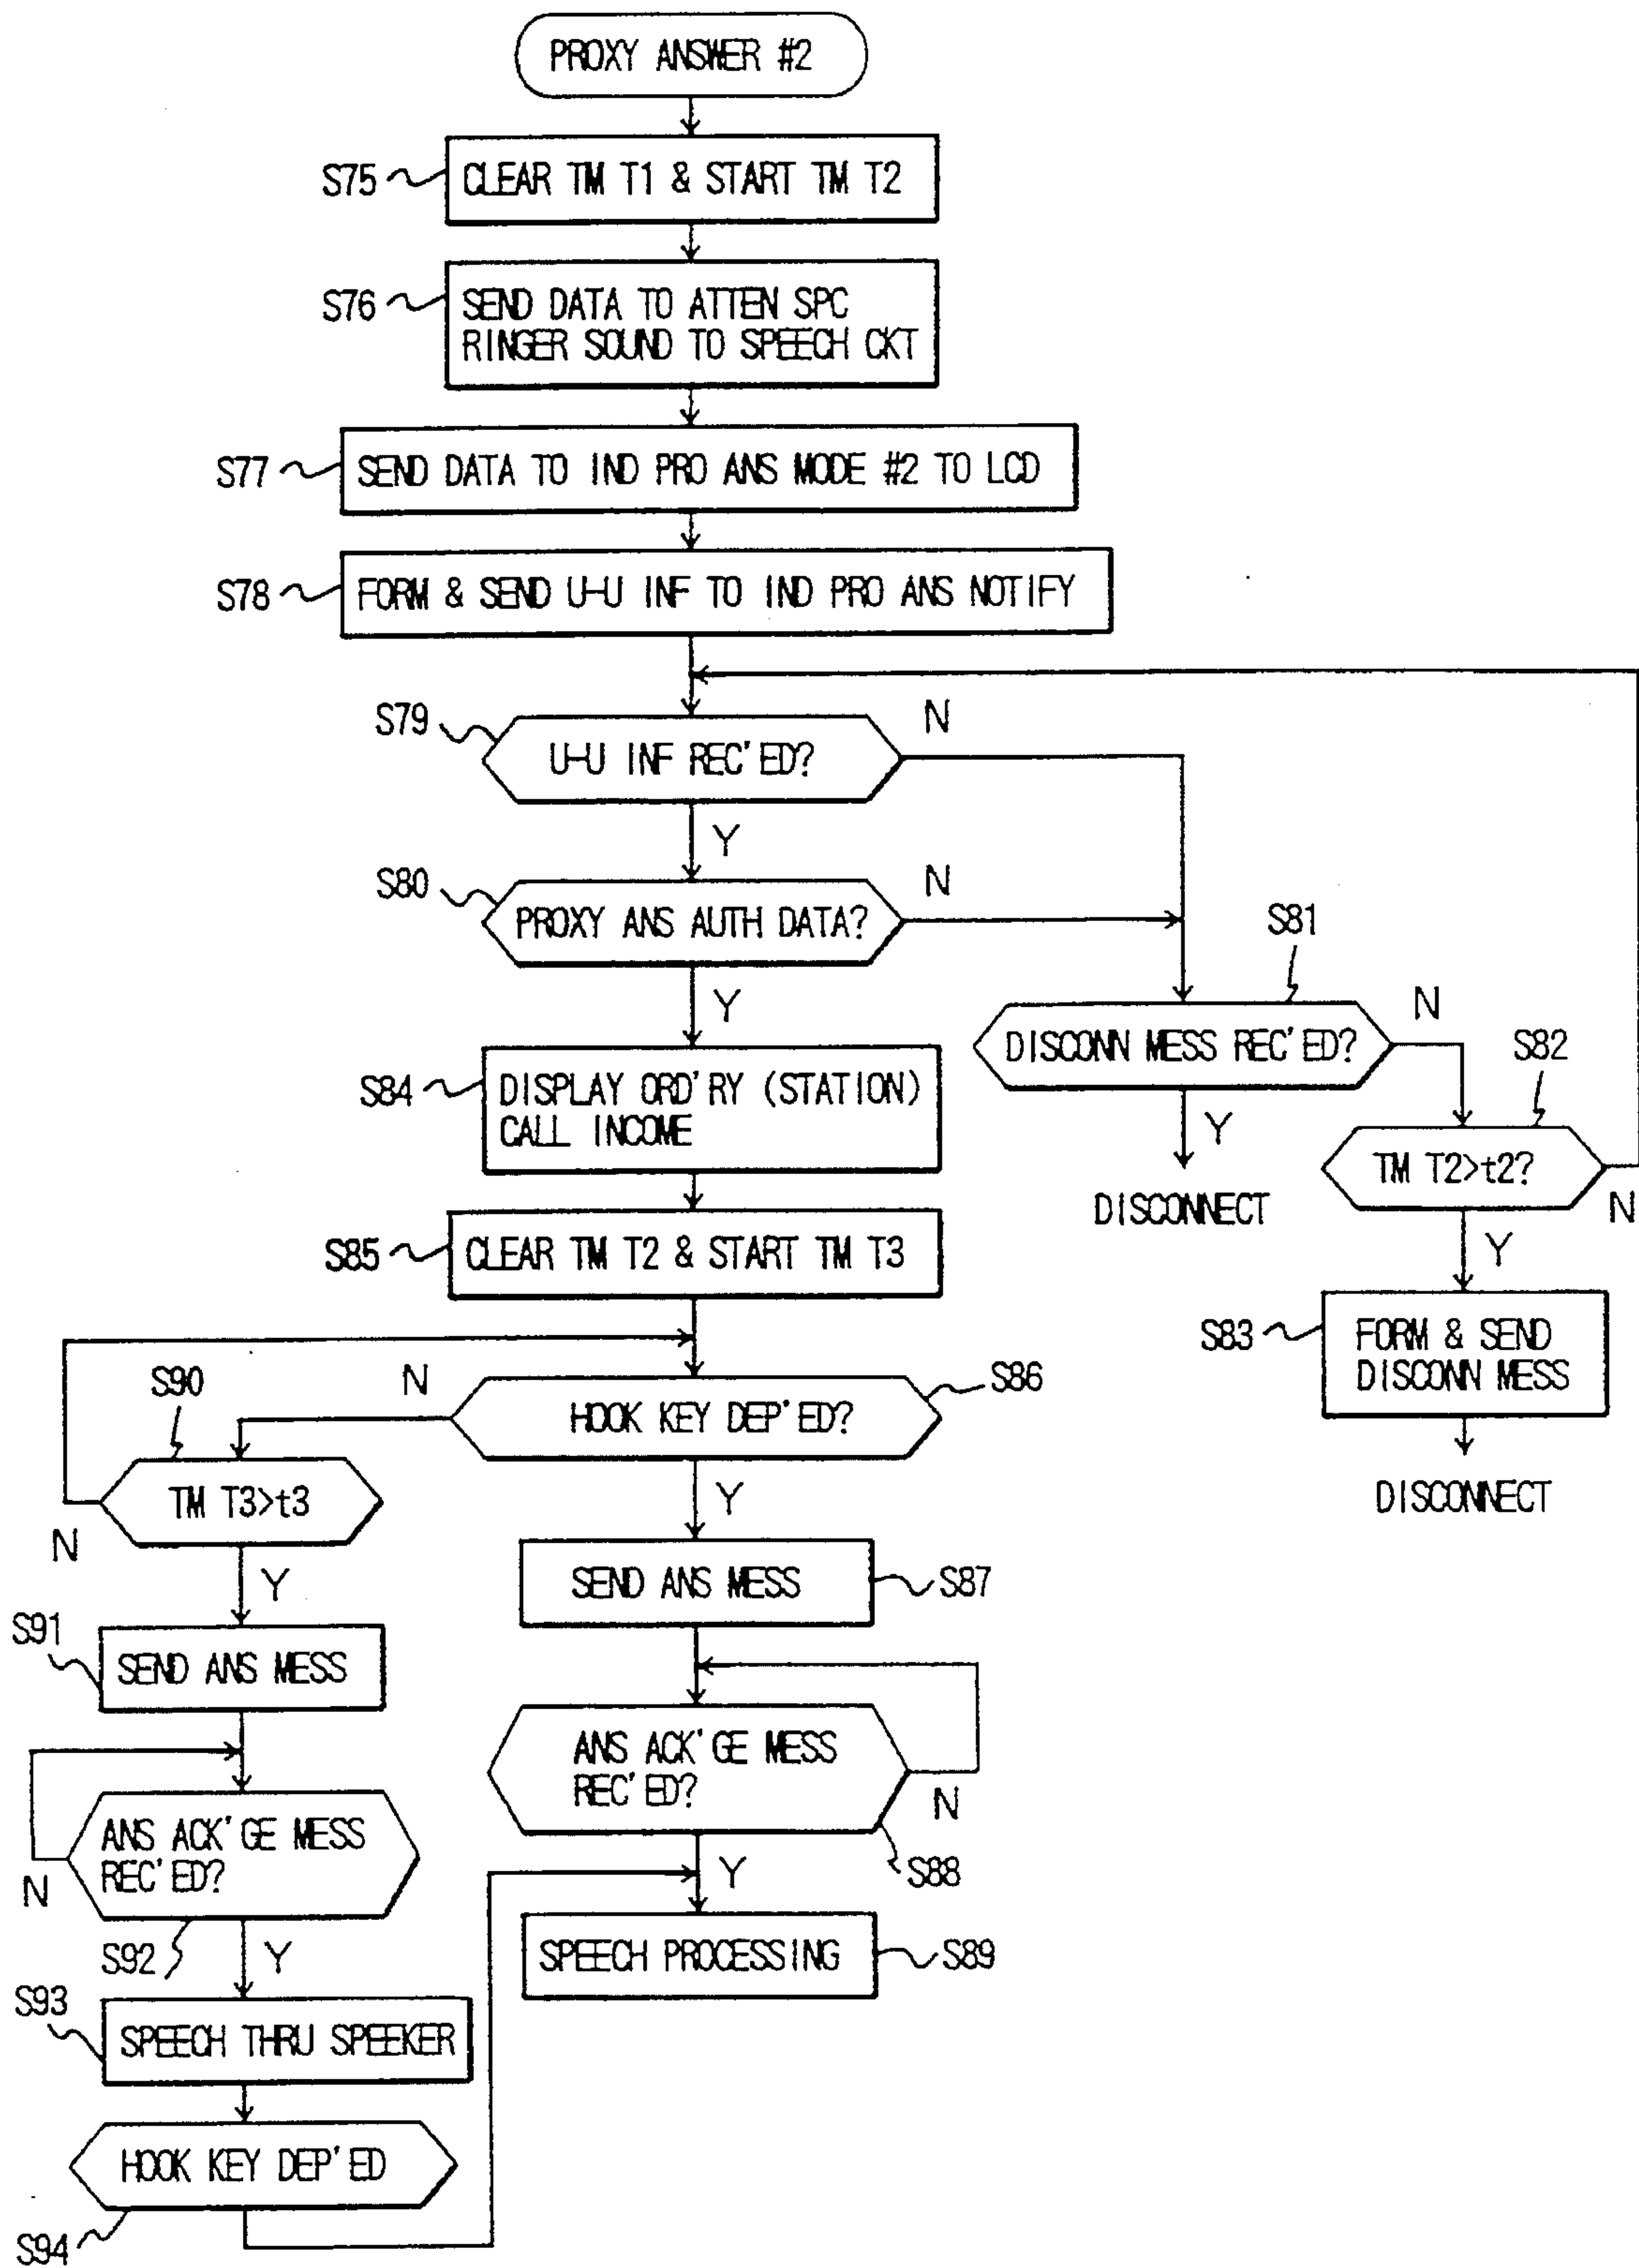 PROXY ANSWER #2
S75
CLEAR TM T1 & START TM T2
S76
SEND DATA TO ATTEN SPC
RINGER SOUND TO SPEECH CKT
S77
SEND DATA TO IND PRO ANS MODE #2 TO LCD
S78
FORM & SEND U-U INF TO IND PRO ANS NOTIFY
S79
U-U INF REC'ED?
N
Y
S80
PROXY ANS AUTH DATA?
N
Y
S81
DISCONN MESS REC'ED?
N
Y
DISCONNECT
S82
TM T2>t2?
N
Y
S83
FORM & SEND
DISCONN MESS
DISCONNECT
S84
DISPLAY ORD'RY (STATION)
CALL INCOME
S85
CLEAR TM T2 & START TM T3
S86
HOOK KEY DEP'ED?
N
Y
S90
TM T3>t3
N
Y
S87
SEND ANS MESS
S91
SEND ANS MESS
ANS ACK'GE MESS
REC'ED?
N
S88
Y
ANS ACK'GE MESS
REC'ED?
N
S92
Y
S89
SPEECH PROCESSING
S93
SPEECH THRU SPEEKER
HOOK KEY DEP'ED
S94